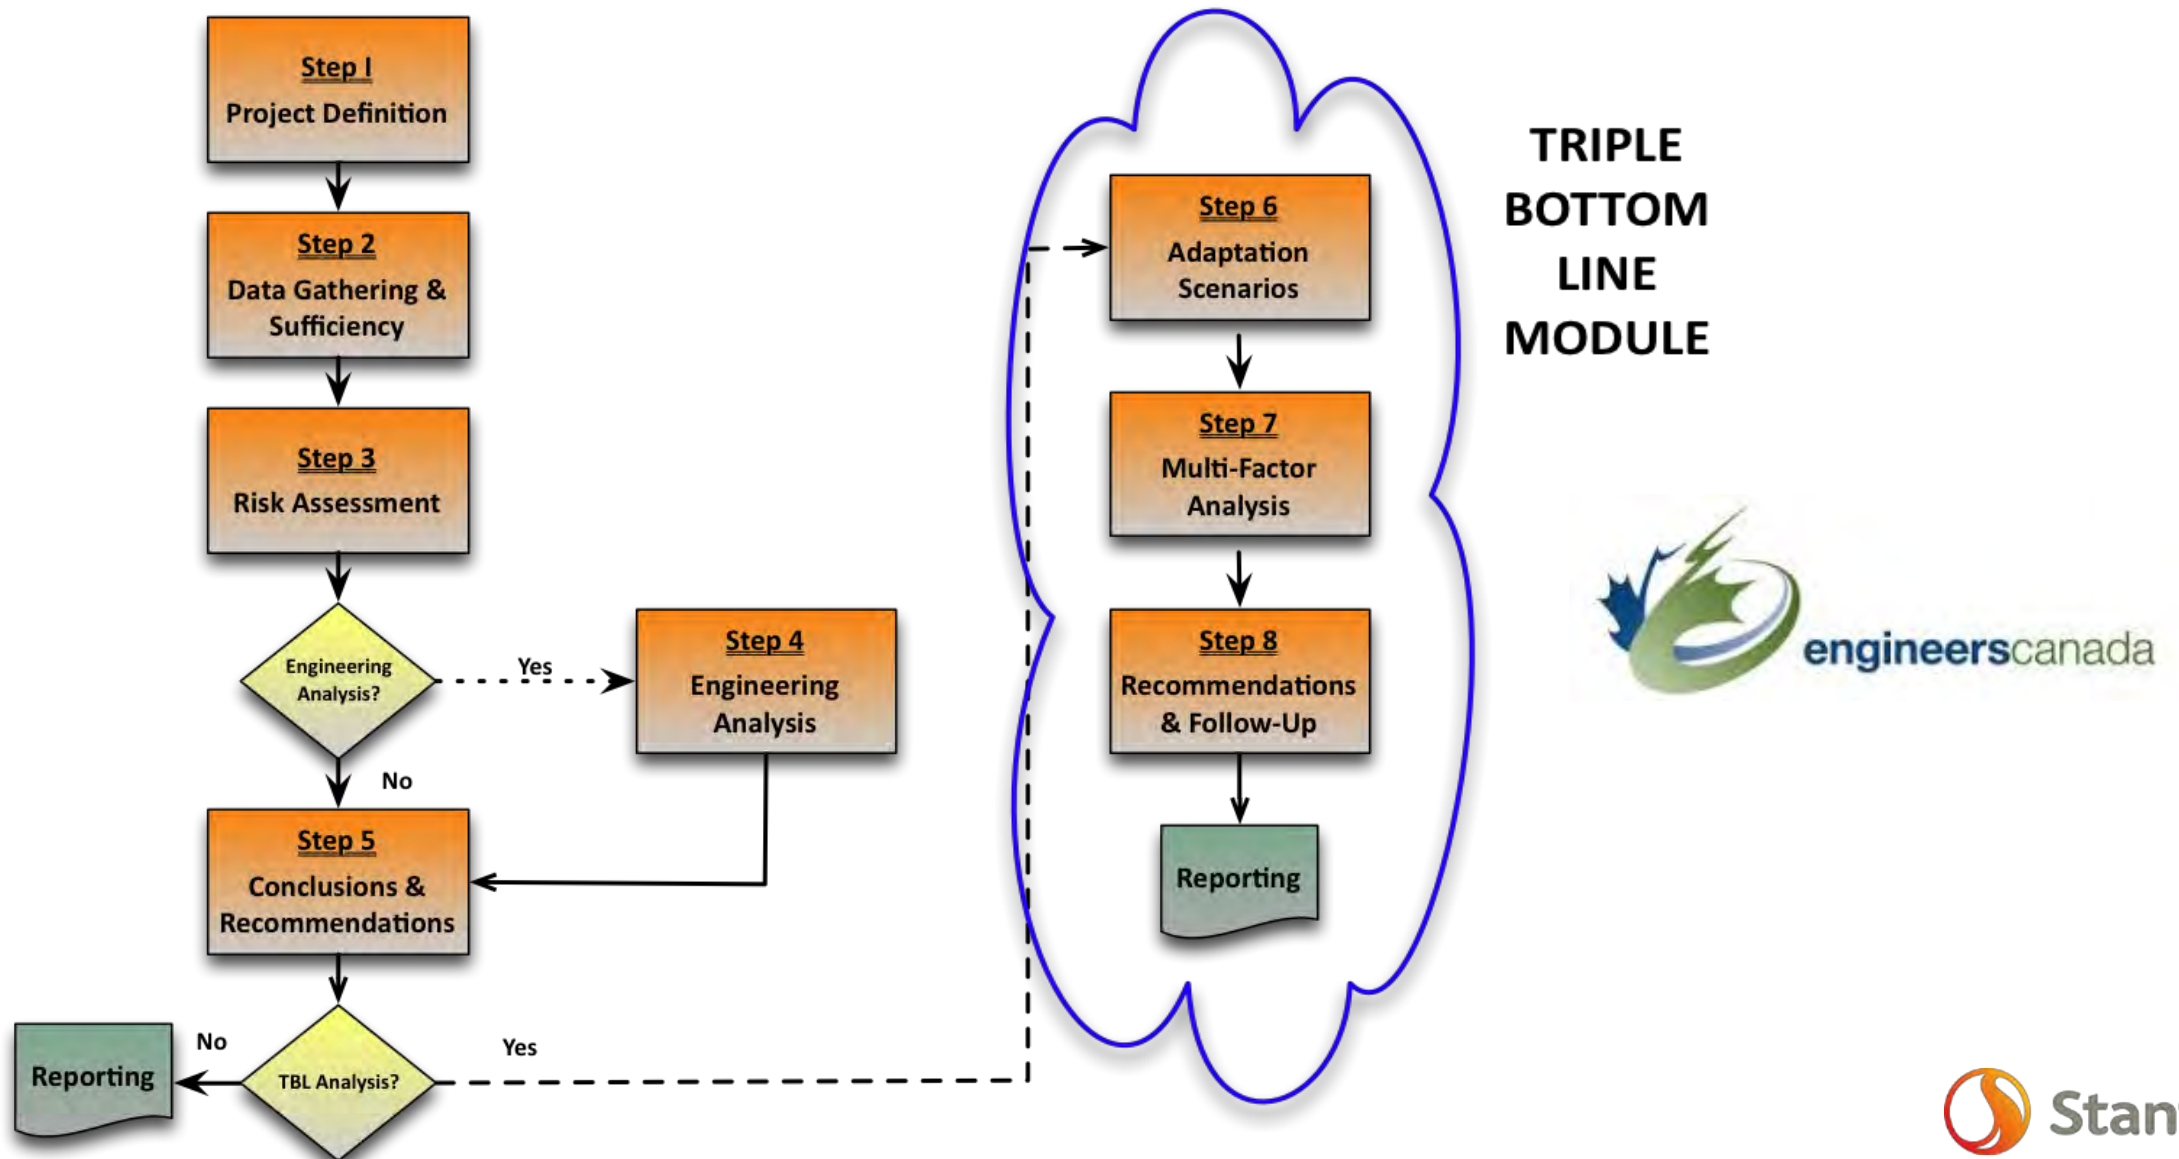 Step I
Project Definition
Step 2
Data Gathering &
Sufficiency
Step 3
Risk Assessment
Engineering
Analysis?
Yes
Step 4
Engineering
Analysis
No
Step 5
Conclusions &
Recommendations
TBL Analysis?
No
Reporting
Yes
Step 6
Adaptation
Scenarios
Step 7
Multi-Factor
Analysis
Step 8
Recommendations
& Follow-Up
Reporting
TRIPLE
BOTTOM
LINE
MODULE
engineerscanada
Stan